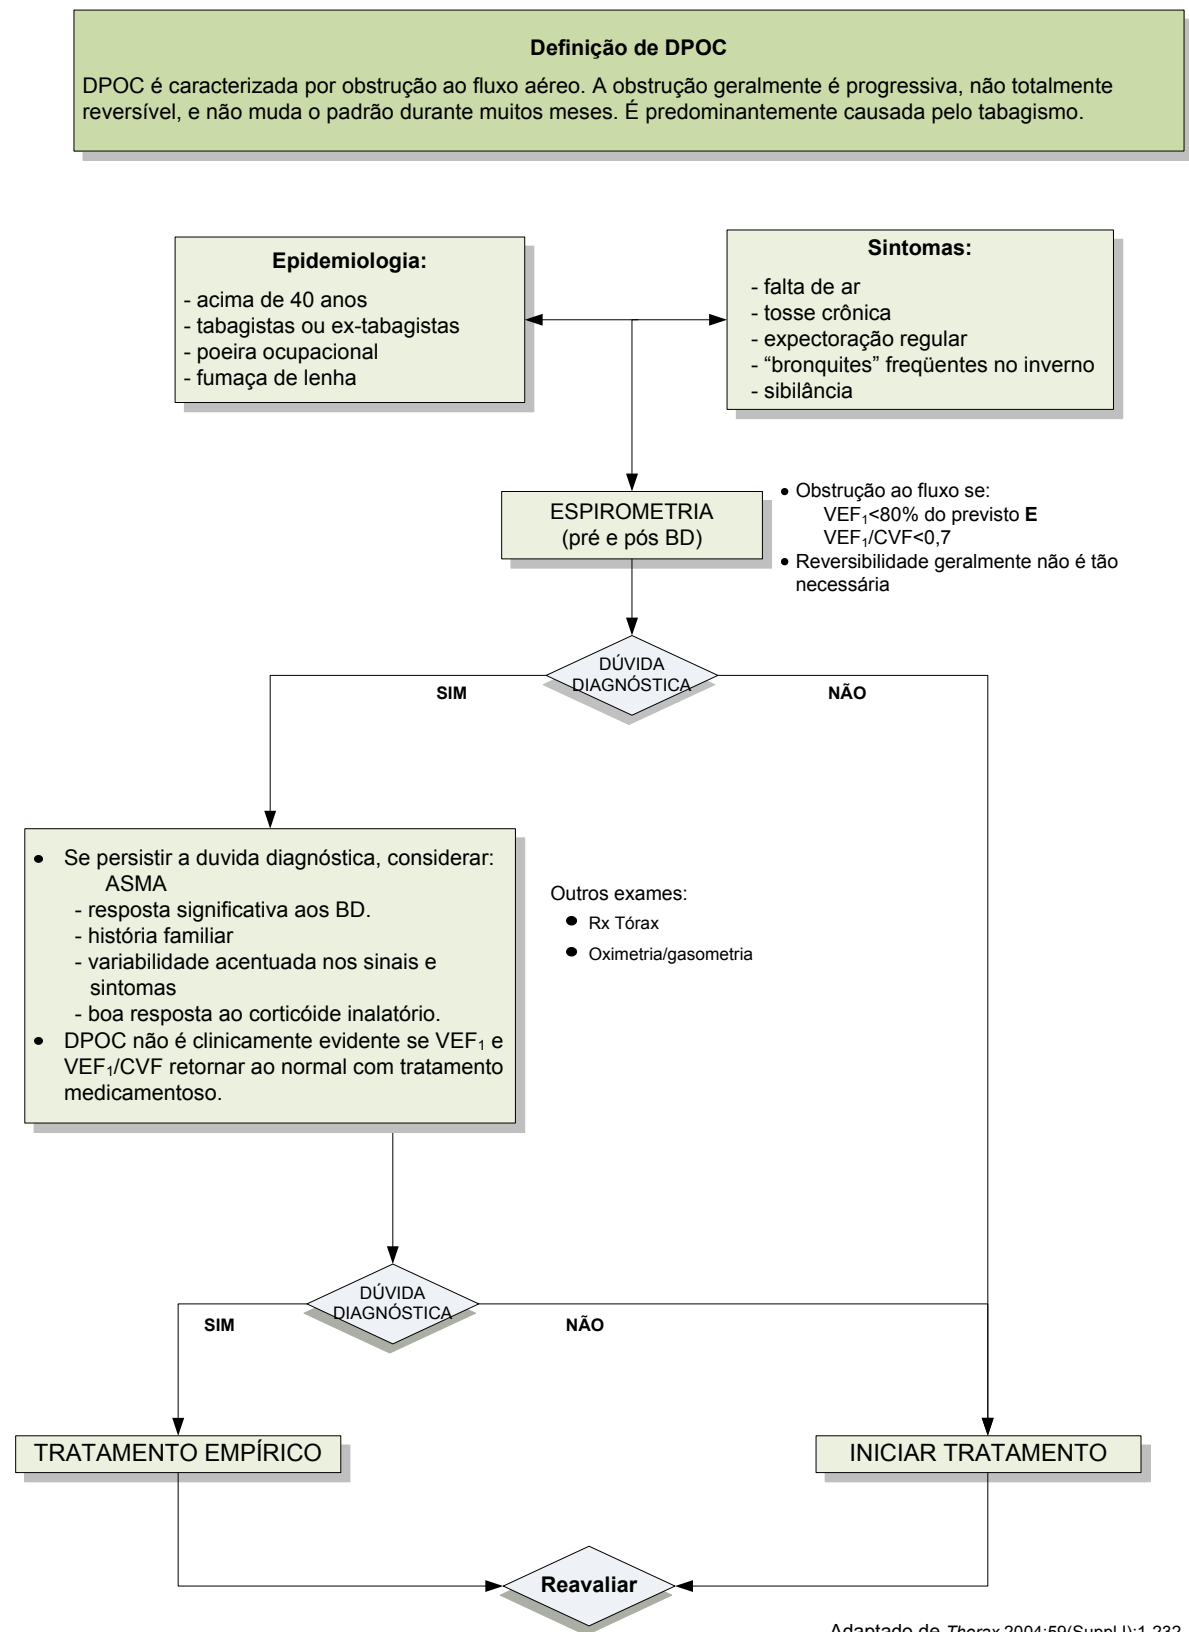 Definição de DPOC
DPOC é caracterizada por obstrução ao fluxo aéreo. A obstrução geralmente é progressiva, não totalmente
reversível, e não muda o padrão durante muitos meses. É predominantemente causada pelo tabagismo.
Epidemiologia:
- acima de 40 anos
- tabagistas ou ex-tabagistas
- poeira ocupacional
- fumaça de lenha
Sintomas:
- falta de ar
- tosse crônica
- expectoração regular
- “bronquites” freqüentes no inverno
- sibilância
ESPIROMETRIA
(pré e pós BD)
• Obstrução ao fluxo se:
VEF₁<80% do previsto E
VEF₁/CVF<0,7
• Reversibilidade geralmente não é tão
necessária
DÚVIDA
DIAGNÓSTICA
SIM
NÃO
• Se persistir a duvida diagnóstica, considerar:
ASMA
- resposta significativa aos BD.
- história familiar
- variabilidade acentuada nos sinais e
sintomas
- boa resposta ao corticóide inalatório.
• DPOC não é clinicamente evidente se VEF₁ e
VEF₁/CVF retornar ao normal com tratamento
medicamentoso.
Outros exames:
• Rx Tórax
• Oximetria/gasometria
DÚVIDA
DIAGNÓSTICA
SIM
NÃO
TRATAMENTO EMPÍRICO
INICIAR TRATAMENTO
Reavaliar
Adaptado de Thorax 2004;59(Suppl I):1-232